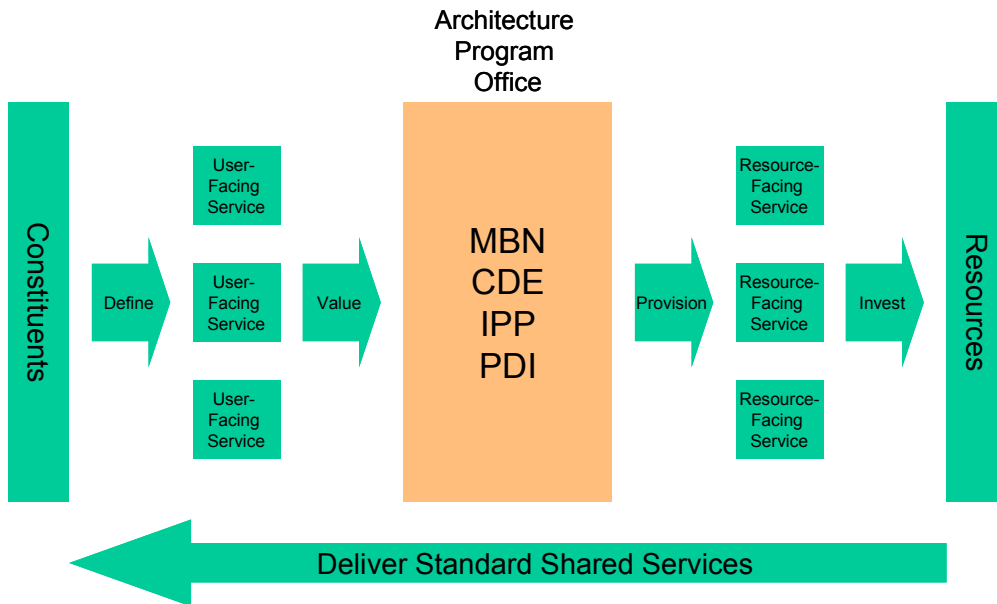 Architecture
Program
Office
Constituents
Define
User-
Facing
Service
User-
Facing
Service
User-
Facing
Service
Value
MBN
CDE
IPP
PDI
Provision
Resource-
Facing
Service
Resource-
Facing
Service
Resource-
Facing
Service
Invest
Resources
Deliver Standard Shared Services